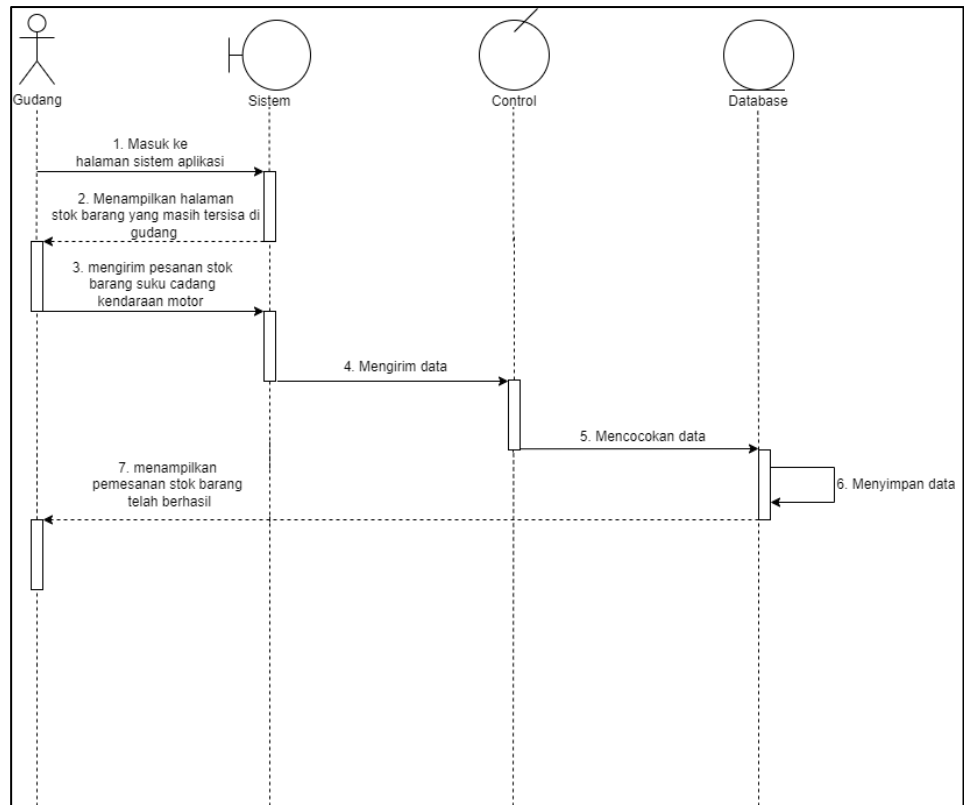 Gudang
Sistem
Control
Database
1. Masuk ke
halaman sistem aplikasi
2. Menampilkan halaman
stok barang yang masih tersisa di
gudang
3. mengirim pesanan stok
barang suku cadang
kendaraan motor
4. Mengirim data
5. Mencocokan data
6. Menyimpan data
7. menampilkan
pemesanan stok barang
telah berhasil